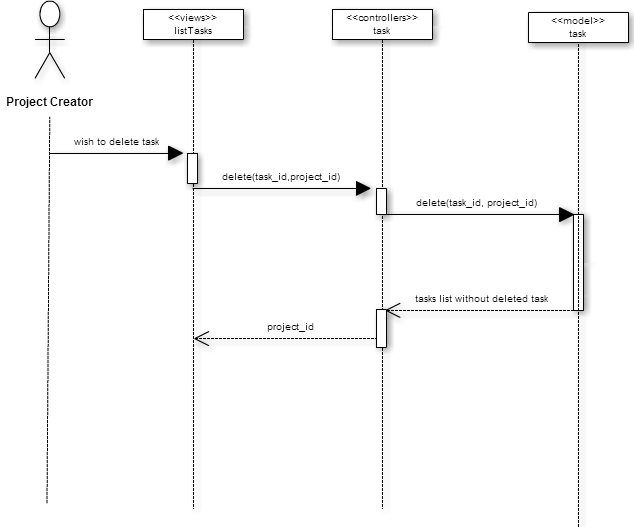 <<views>>
listTasks
<<controllers>>
task
<<model>>
task
Project Creator
wish to delete task
delete(task_id,project_id)
delete(task_id, project_id)
tasks list without deleted task
project_id